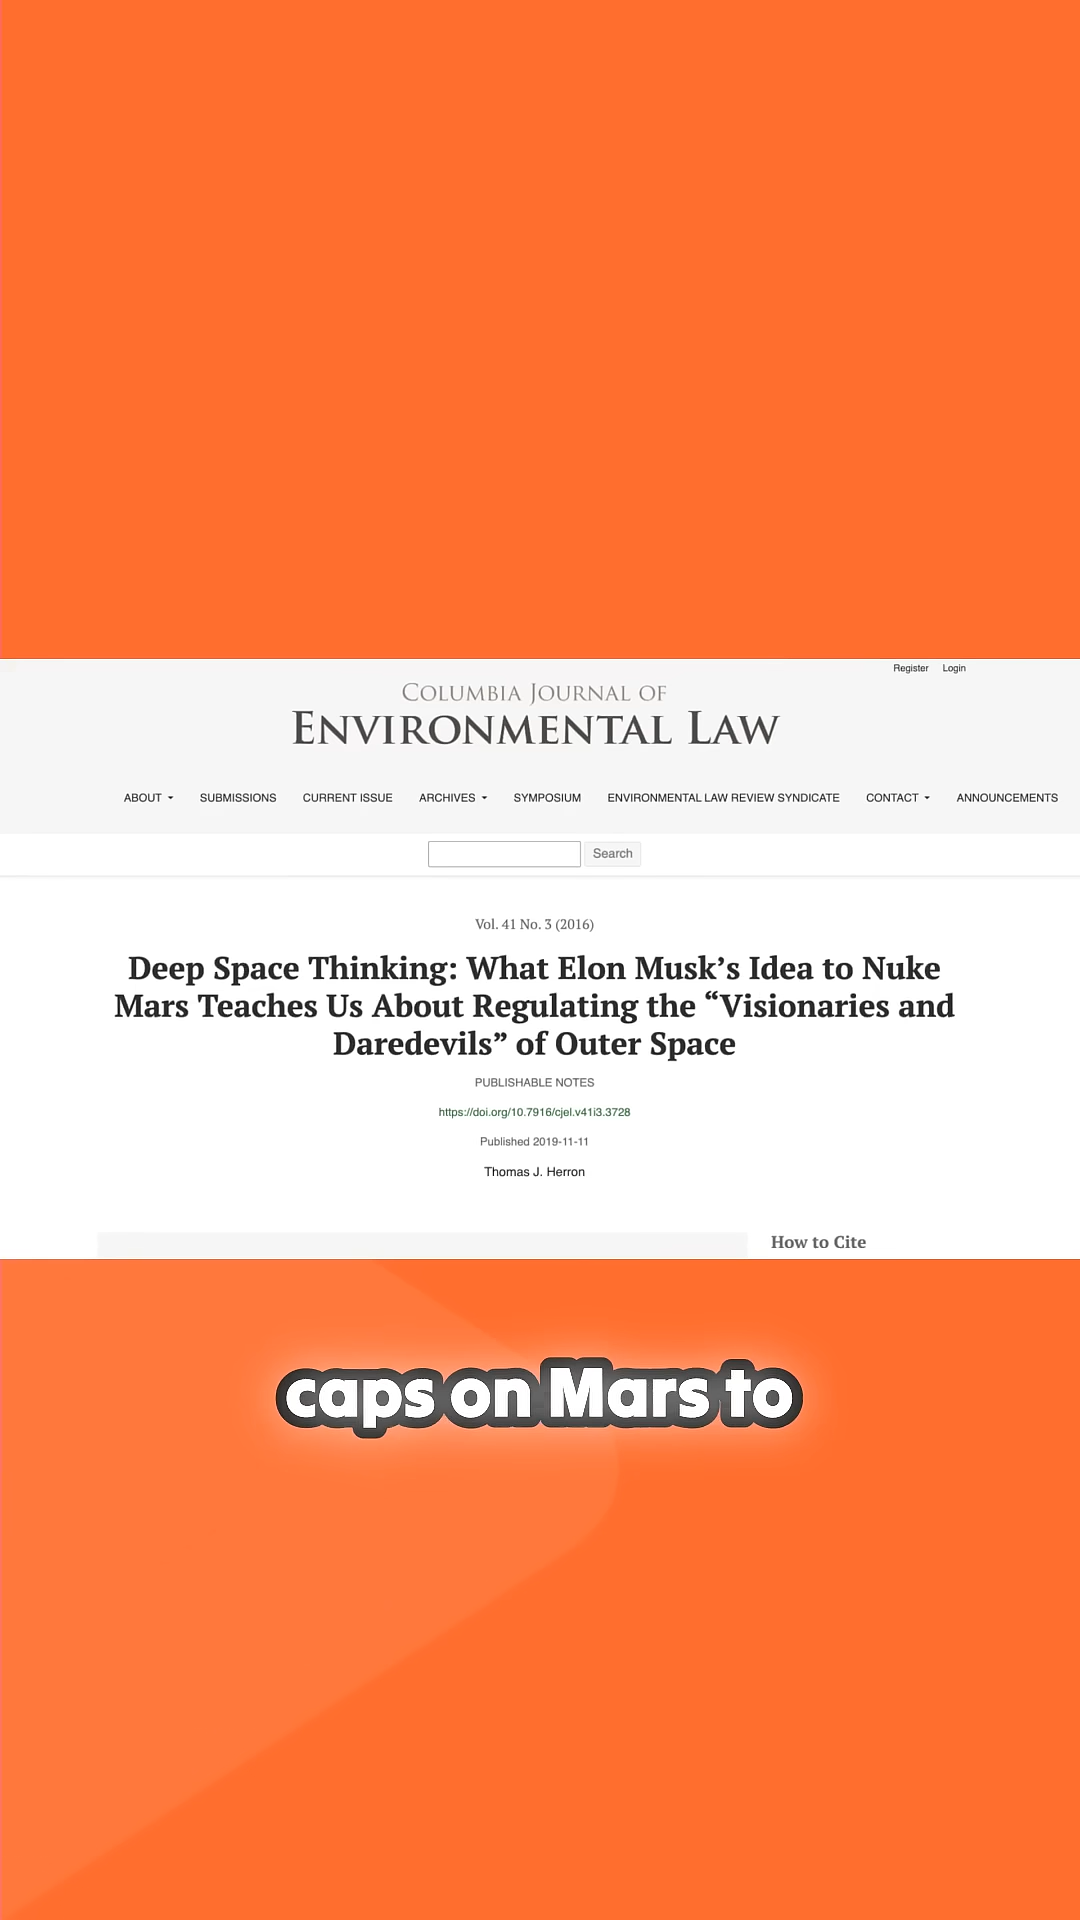 Register Login
COLUMBIA JOURNAL OF
ENVIRONMENTAL LAW
ABOUT SUBMISSIONS CURRENT ISSUE ARCHIVES SYMPOSIUM ENVIRONMENTAL LAW REVIEW SYNDICATE CONTACT ANNOUNCEMENTS
Search
Vol. 41 No. 3 (2016)
Deep Space Thinking: What Elon Musk’s Idea to Nuke
Mars Teaches Us About Regulating the “Visionaries and
Daredevils” of Outer Space
PUBLISHABLE NOTES
https://doi.org/10.7916/cjel.v41i3.3728
Published 2019-11-11
Thomas J. Herron
How to Cite
caps on Mars to